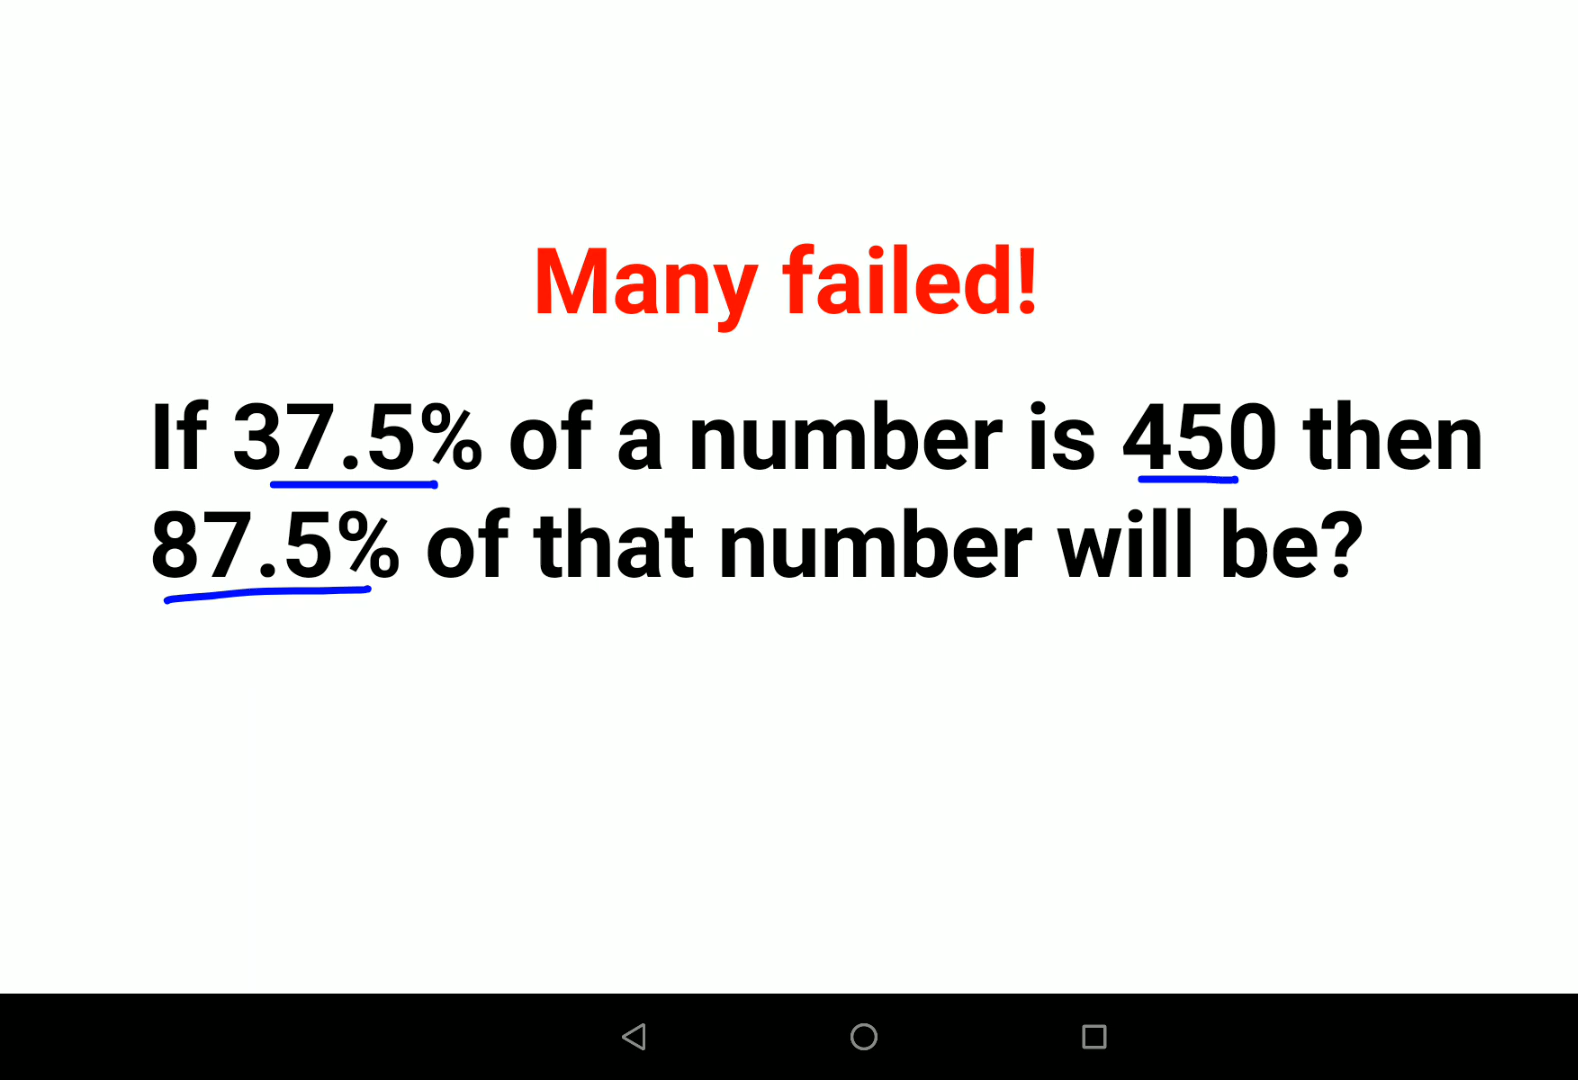 Many failed!
If 37.5% of a number is 450 then
87.5% of that number will be?